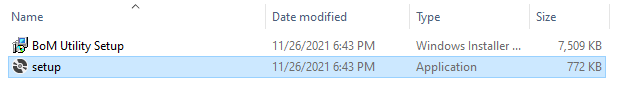 Name Date modified Type Size
BoM Utility Setup 11/26/2021 6:43 PM Windows Installer ... 7,509 KB
setup 11/26/2021 6:43 PM Application 772 KB